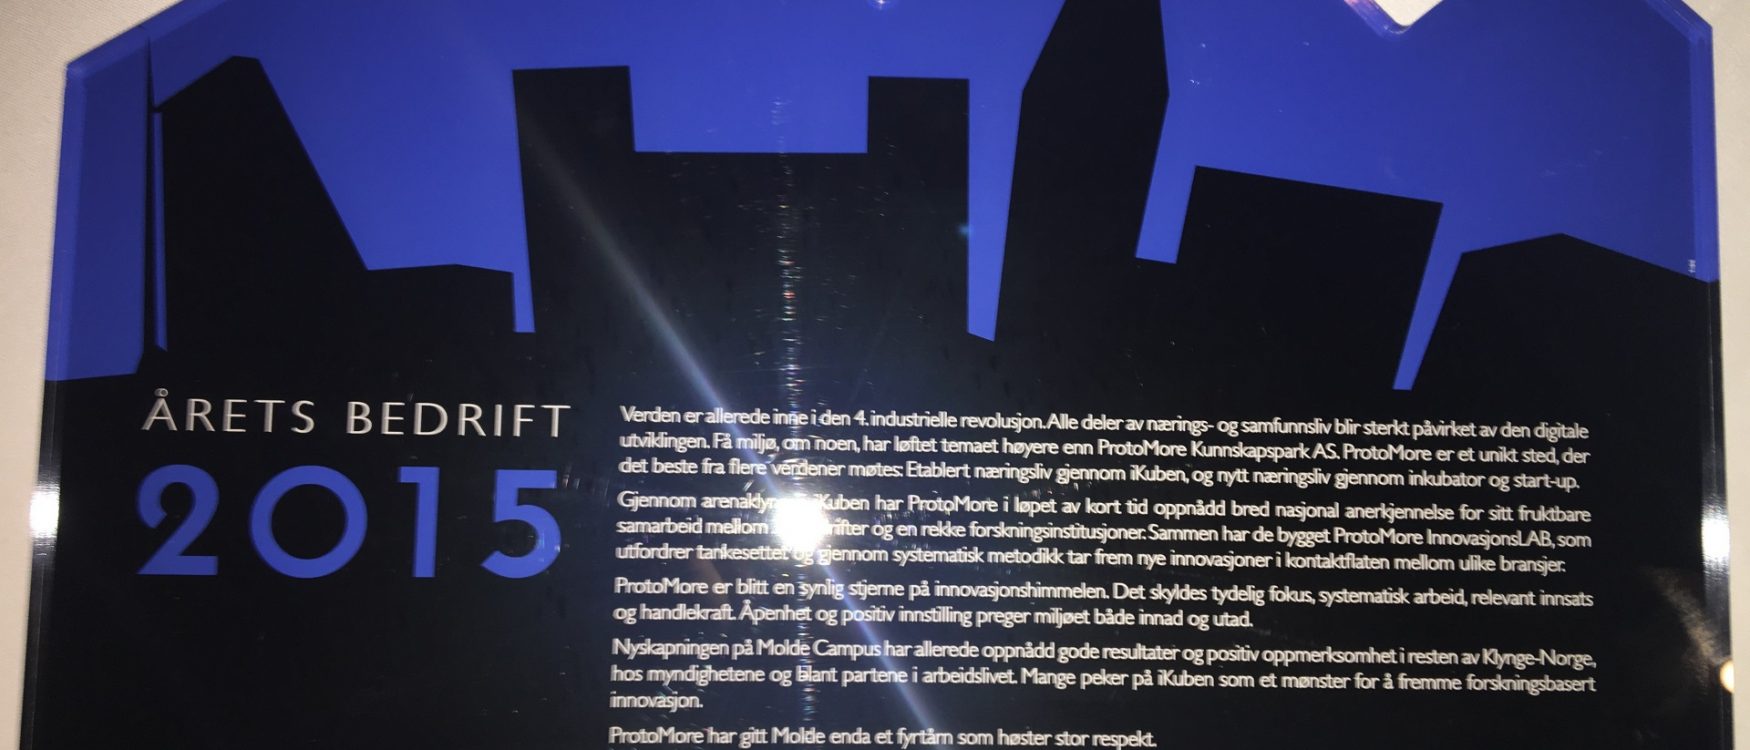 ÅRETS BEDRIFT
2015
Verden er allerede inne i den 4. industrielle revolusjon. Alle deler av nærings- og samfunnsliv blir sterkt påvirket av den digitale
utviklingen. Få miljø, om noen, har løftet temaet høyere enn ProtoMore Kunnskapspark AS. ProtoMore er et unikt sted, der
det beste fra flere verdener møtes: Etablert næringsliv gjennom iKuben, og nytt næringsliv gjennom inkubator og start-up.
Gjennom iKuben har ProtoMore i løpet av kort tid oppnådd bred nasjonal anerkjennelse for sitt fruktbare
samarbeid mellom og en rekke forskningsinstitusjoner. Sammen har de bygget ProtoMore InnovasjonsLAB, som
utfordrer tankesettet og gjennom systematisk metodikk tar frem nye innovasjoner i kontaktflaten mellom ulike bransjer.
ProtoMore er blitt en synlig stjerne på innovasjonshimmelen. Det skyldes tydelig fokus, systematisk arbeid, relevant innsats
og handlekraft. Åpenhet og positiv innstilling preger miljøet både innad og utad.
Nyskapningen på Molde Campus har allerede oppnådd gode resultater og positiv oppmerksomhet i resten av Klynge-Norge,
hos myndighetene og blant partene i arbeidslivet. Mange peker på iKuben som et mønster for å fremme forskningsbasert
innovasjon.
ProtoMore har gitt Molde enda et fyrtårn som høster stor respekt.